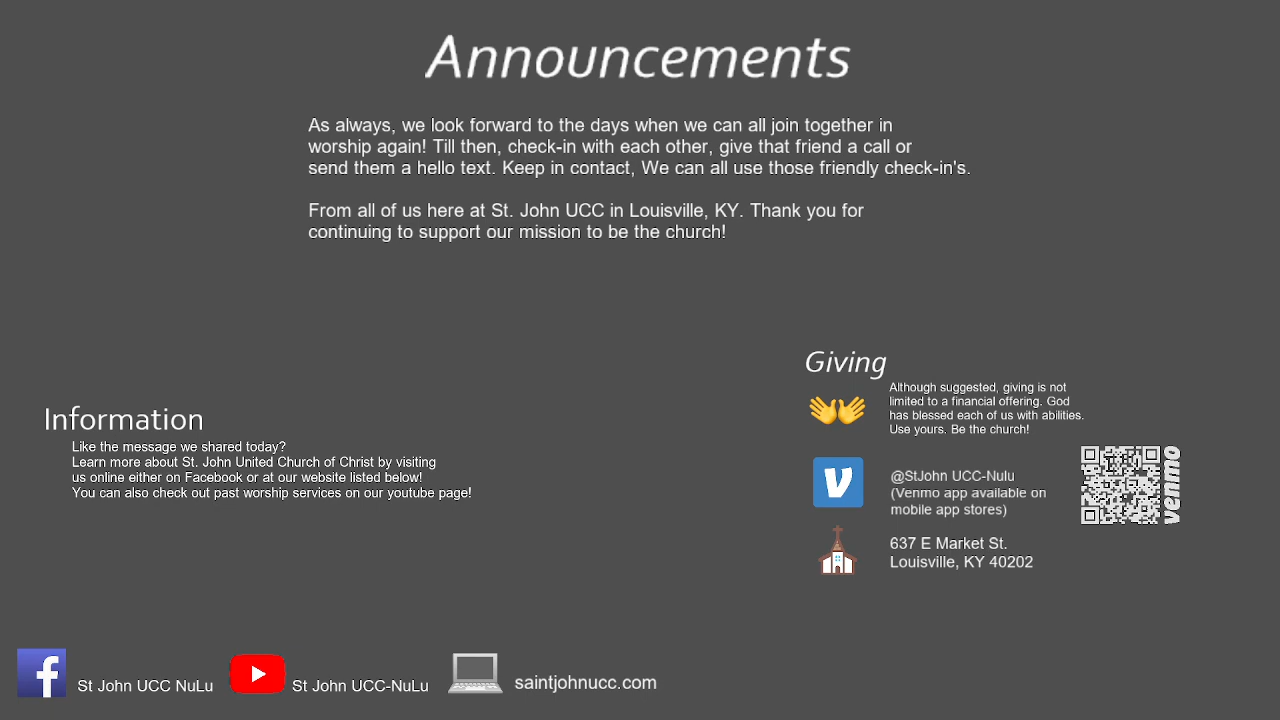 Announcements
As always, we look forward to the days when we can all join together in
worship again! Till then, check-in with each other, give that friend a call or
send them a hello text. Keep in contact, We can all use those friendly check-in's.
From all of us here at St. John UCC in Louisville, KY. Thank you for
continuing to support our mission to be the church!
Information
Like the message we shared today?
Learn more about St. John United Church of Christ by visiting
us online either on Facebook or at our website listed below!
You can also check out past worship services on our youtube page!
Giving
Although suggested, giving is not
limited to a financial offering. God
has blessed each of us with abilities.
Use yours. Be the church!
@StJohn UCC-Nulu
(Venmo app available on
mobile app stores)
venmo
637 E Market St.
Louisville, KY 40202
St John UCC NuLu
St John UCC-NuLu
saintjohnucc.com